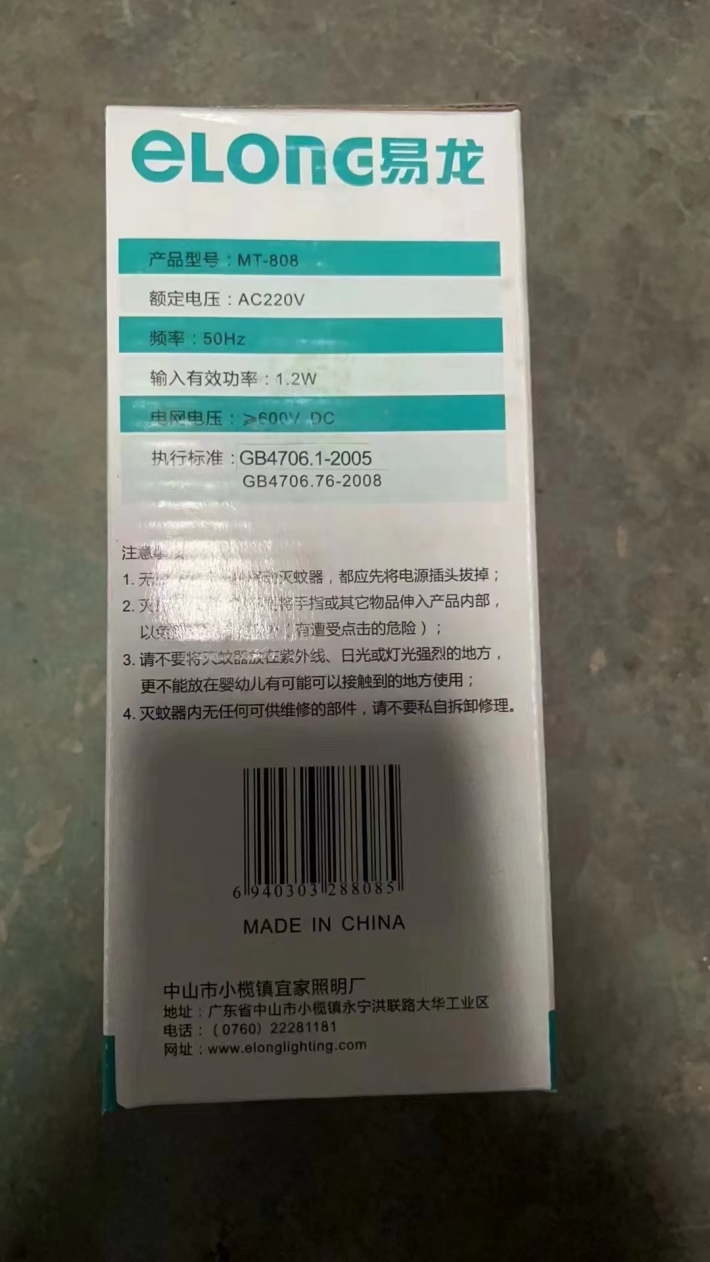 eLONG易龙
产品型号：MT-808
额定电压：AC220V
频率：50Hz
输入有效功率：1.2W
电网电压：≥600V DC
执行标准：GB4706.1-2005
GB4706.76-2008
注意
1. 无 灭蚊器，都应先将电源插头拔掉；
2. 灭 将手指或其它物品伸入产品内部，
以 有遭受点击的危险）；
3. 请不要将灭蚊器放在紫外线、日光或灯光强烈的地方，
更不能放在婴幼儿有可能可以接触到的地方使用；
4. 灭蚊器内无任何可供维修的部件，请不要私自拆卸修理。
6 940303 288085
MADE IN CHINA
中山市小榄镇宜家照明厂
地址：广东省中山市小榄镇永宁洪联路大华工业区
电话：（0760）22281181
网址：www.elonglighting.com